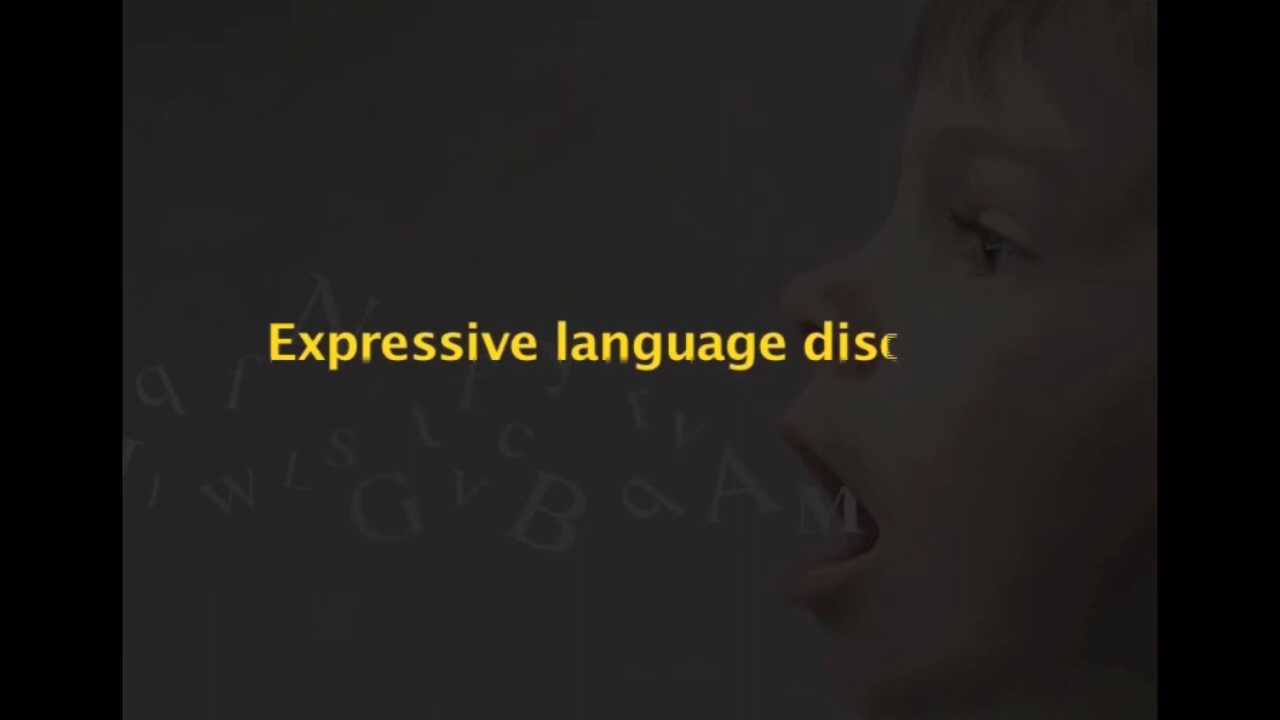 Expressive language disc
N
q f f y r v
s t c
I , W L G v B a A M